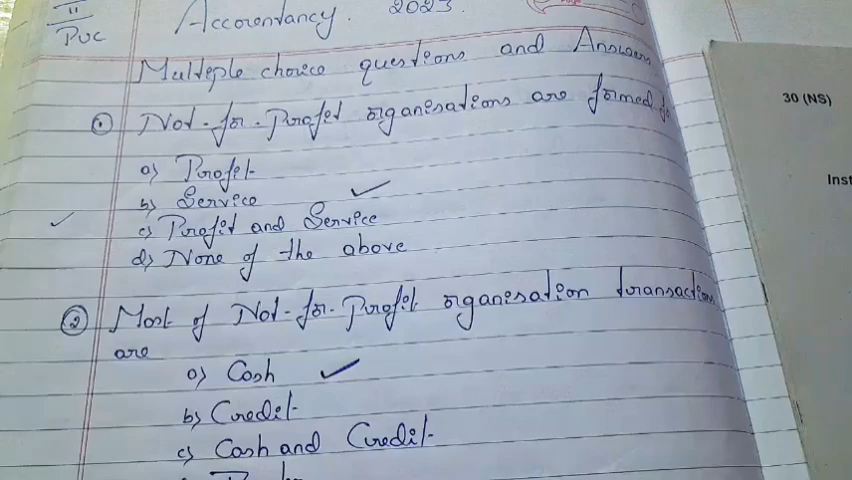 II
PUC
Accountancy. 2023.
Multiple choice questions and Answers
1 Not-for-Profit organisations are formed for
a) Profit
b) Service
c) Profit and Service
d) None of the above
2 Most of Not-for-Profit organisation transactions
are
a) Cash
b) Credit
c) Cash and Credit
30 (NS)
Inst